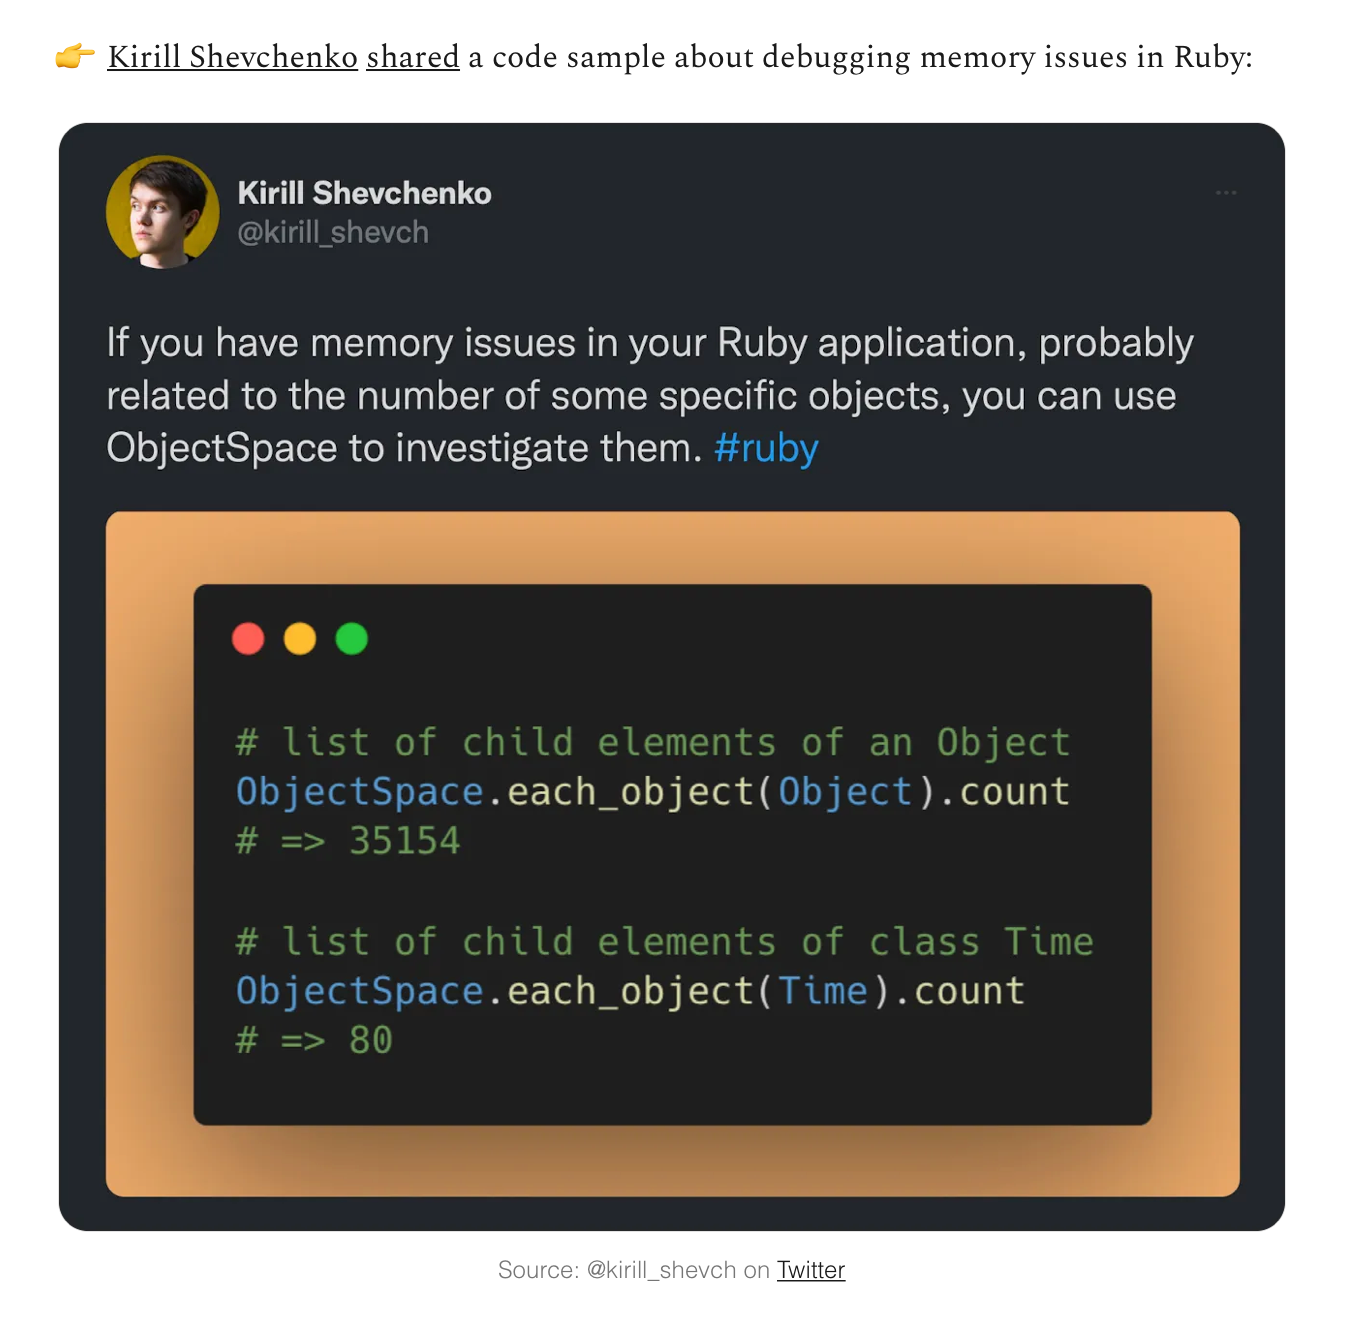 👉 Kirill Shevchenko shared a code sample about debugging memory issues in Ruby:
Kirill Shevchenko
@kirill_shevch
If you have memory issues in your Ruby application, probably
related to the number of some specific objects, you can use
ObjectSpace to investigate them. #ruby
# list of child elements of an Object
ObjectSpace.each_object(Object).count
# => 35154
# list of child elements of class Time
ObjectSpace.each_object(Time).count
# => 80
Source: @kirill_shevch on Twitter